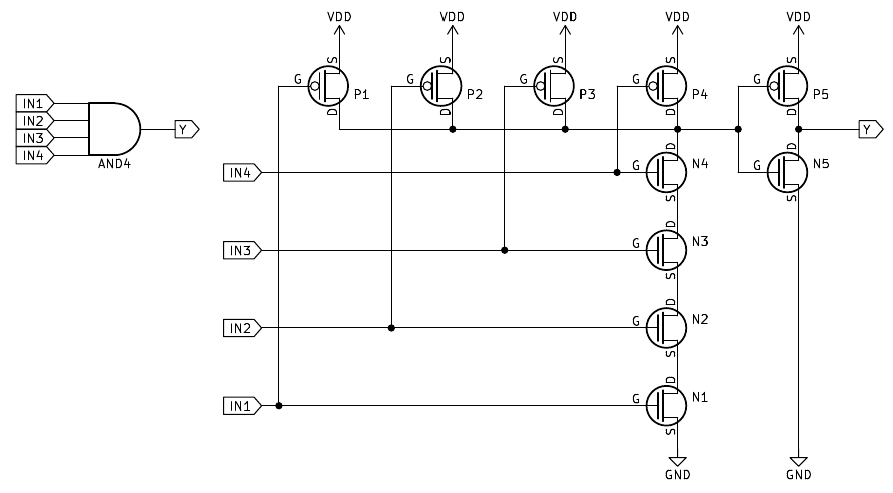 VDD VDD VDD VDD VDD
S S S S S
G P1 G P2 G P3 G P4 G P5
D D D D D
IN1
IN2
IN3
IN4
AND4
Y
Y
D D
IN4 G N4 G N5
S S
D
IN3 G N3
S
D
IN2 G N2
S
D
IN1 G N1
S
GND GND